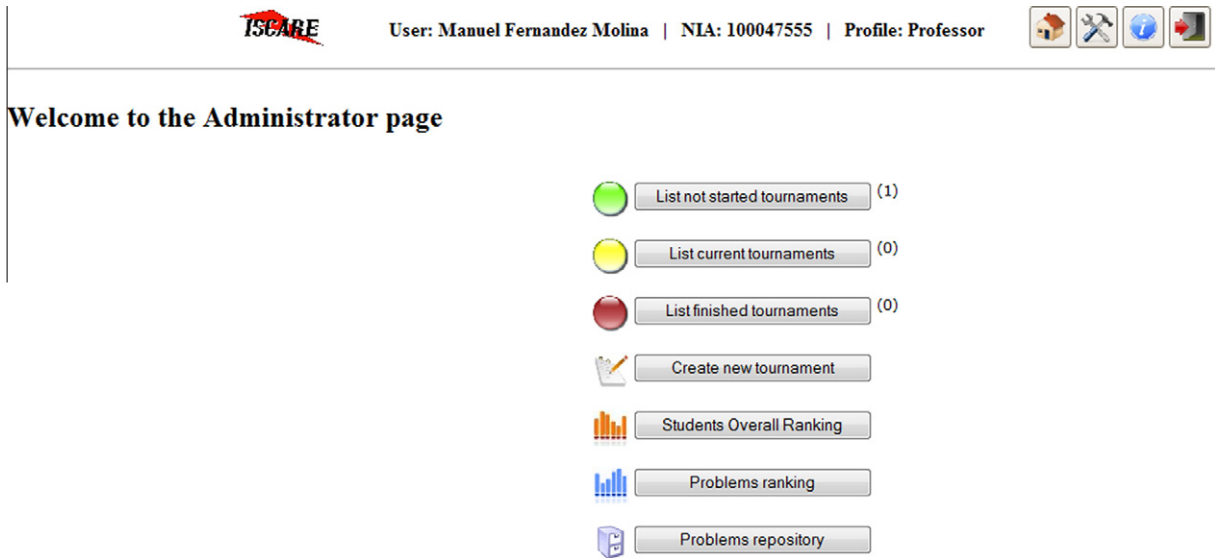 ISCARE User: Manuel Fernandez Molina | NIA: 100047555 | Profile: Professor
Welcome to the Administrator page
List not started tournaments (1)
List current tournaments (0)
List finished tournaments (0)
Create new tournament
Students Overall Ranking
Problems ranking
Problems repository